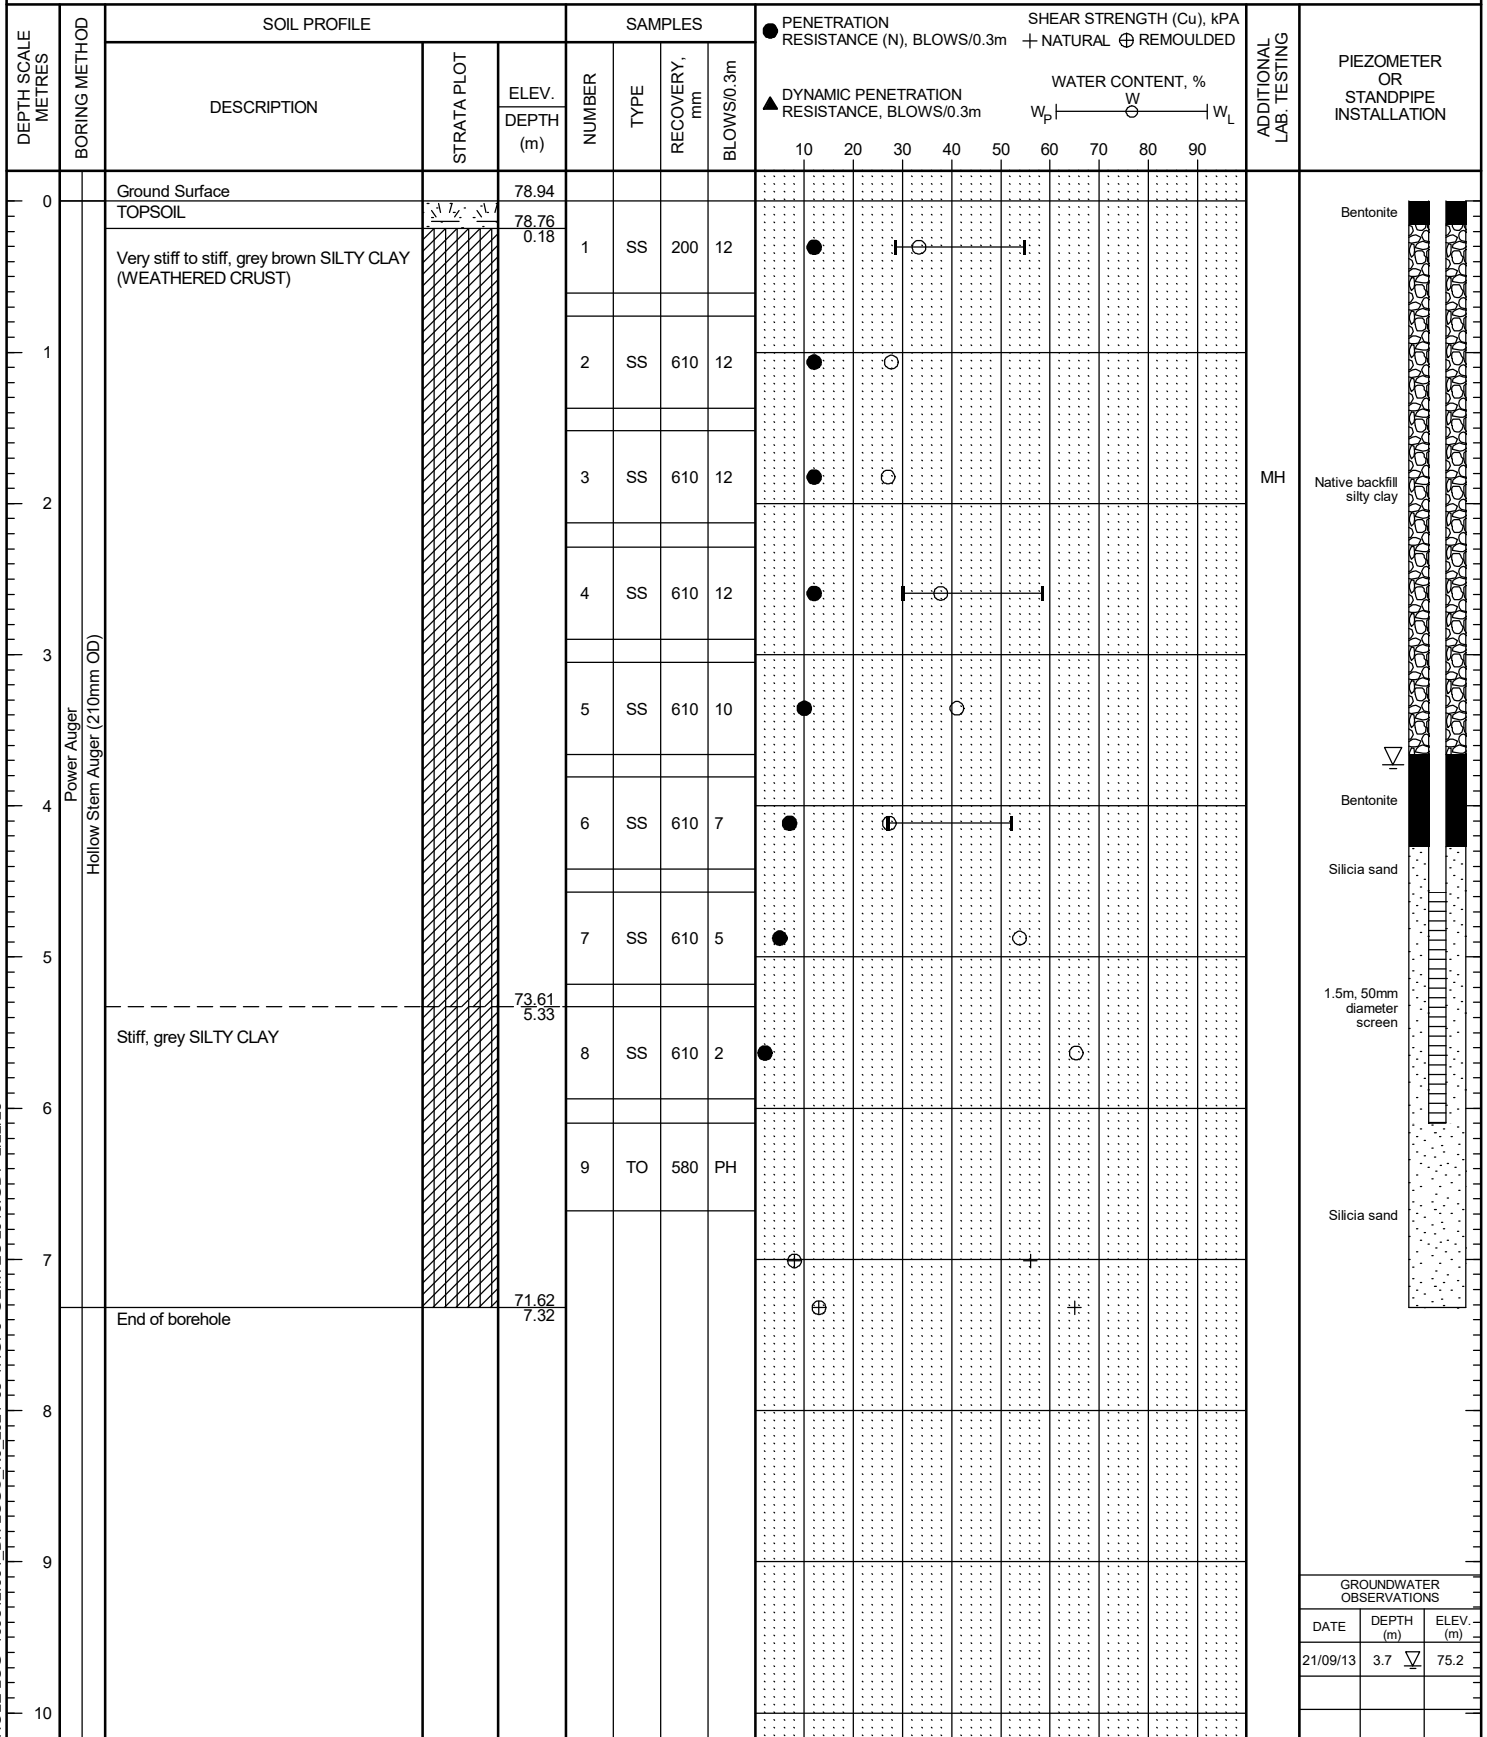 DEPTH SCALE
METRES
BORING METHOD
SOIL PROFILE
DESCRIPTION
STRATA PLOT
ELEV.
DEPTH
(m)
SAMPLES
NUMBER
TYPE
RECOVERY,
mm
BLOWS/0.3m
PENETRATION
RESISTANCE (N), BLOWS/0.3m
SHEAR STRENGTH (Cu), kPA
+ NATURAL ⊕ REMOULDED
DYNAMIC PENETRATION
RESISTANCE, BLOWS/0.3m
WATER CONTENT, %
W
WP WL
10 20 30 40 50 60 70 80 90
ADDITIONAL
LAB. TESTING
PIEZOMETER
OR
STANDPIPE
INSTALLATION
0
1
2
3
4
5
6
7
8
9
10
Power Auger
Hollow Stem Auger (210mm OD)
Ground Surface 78.94
TOPSOIL
78.76
0.18
Very stiff to stiff, grey brown SILTY CLAY
(WEATHERED CRUST)
73.61
5.33
Stiff, grey SILTY CLAY
71.62
7.32
End of borehole
1 SS 200 12
2 SS 610 12
3 SS 610 12
4 SS 610 12
5 SS 610 10
6 SS 610 7
7 SS 610 5
8 SS 610 2
9 TO 580 PH
MH
Bentonite
Native backfill
silty clay
Bentonite
Silicia sand
1.5m, 50mm
diameter
screen
Silicia sand
GROUNDWATER
OBSERVATIONS
DATE DEPTH (m) ELEV. (m)
21/09/13 3.7 75.2